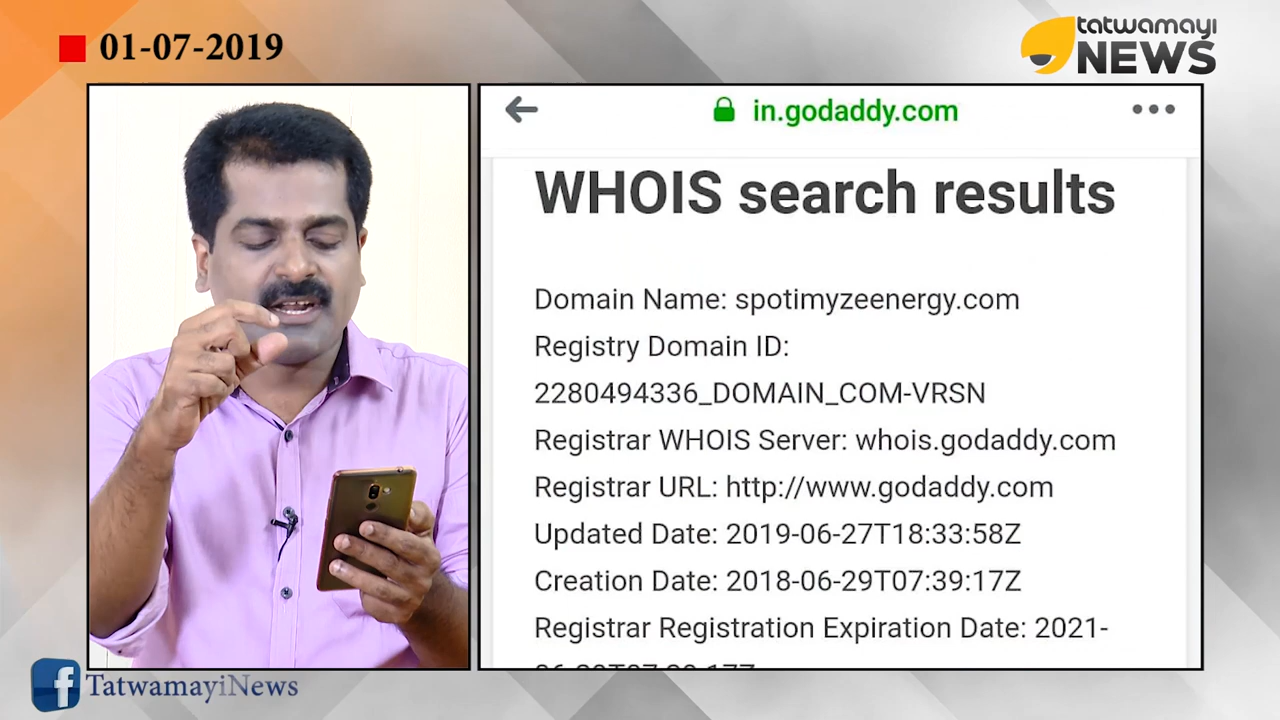 01-07-2019
tatwamayi
NEWS
in.godaddy.com
WHOIS search results
Domain Name: spotimyzeenergy.com
Registry Domain ID:
2280494336_DOMAIN_COM-VRSN
Registrar WHOIS Server: whois.godaddy.com
Registrar URL: http://www.godaddy.com
Updated Date: 2019-06-27T18:33:58Z
Creation Date: 2018-06-29T07:39:17Z
Registrar Registration Expiration Date: 2021-
TatwamayiNews